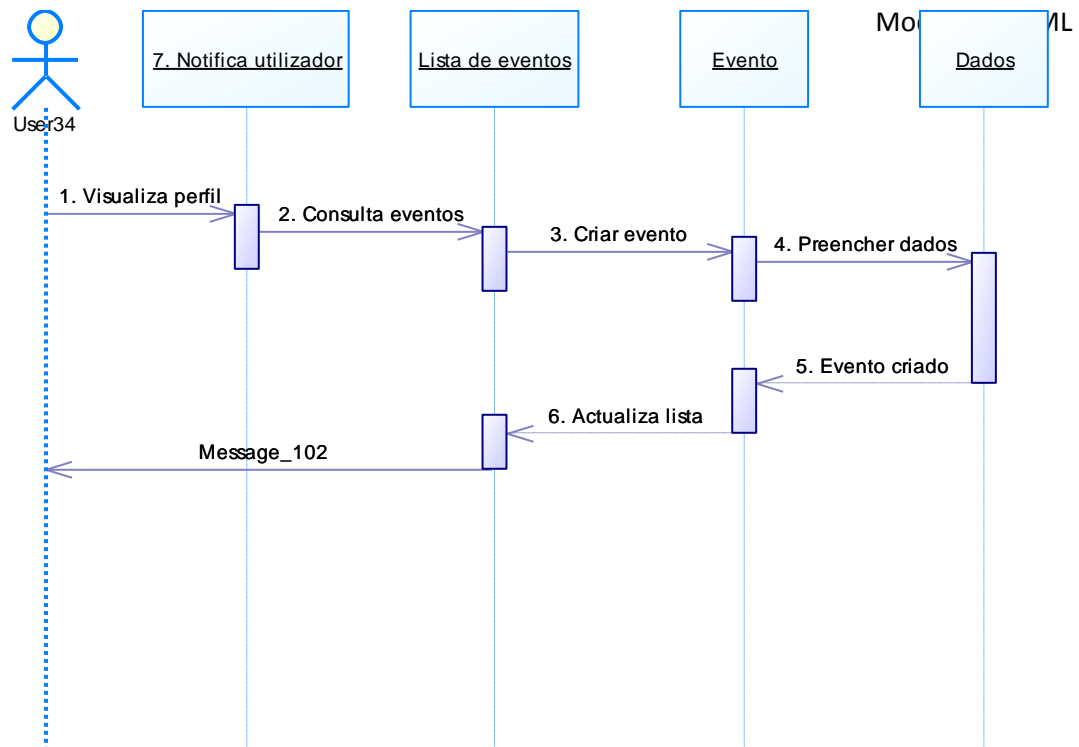 7. Notifica utilizador
Lista de eventos
Evento
Dados
User34
1. Visualiza perfil
2. Consulta eventos
3. Criar evento
4. Preencher dados
5. Evento criado
6. Actualiza lista
Message_102